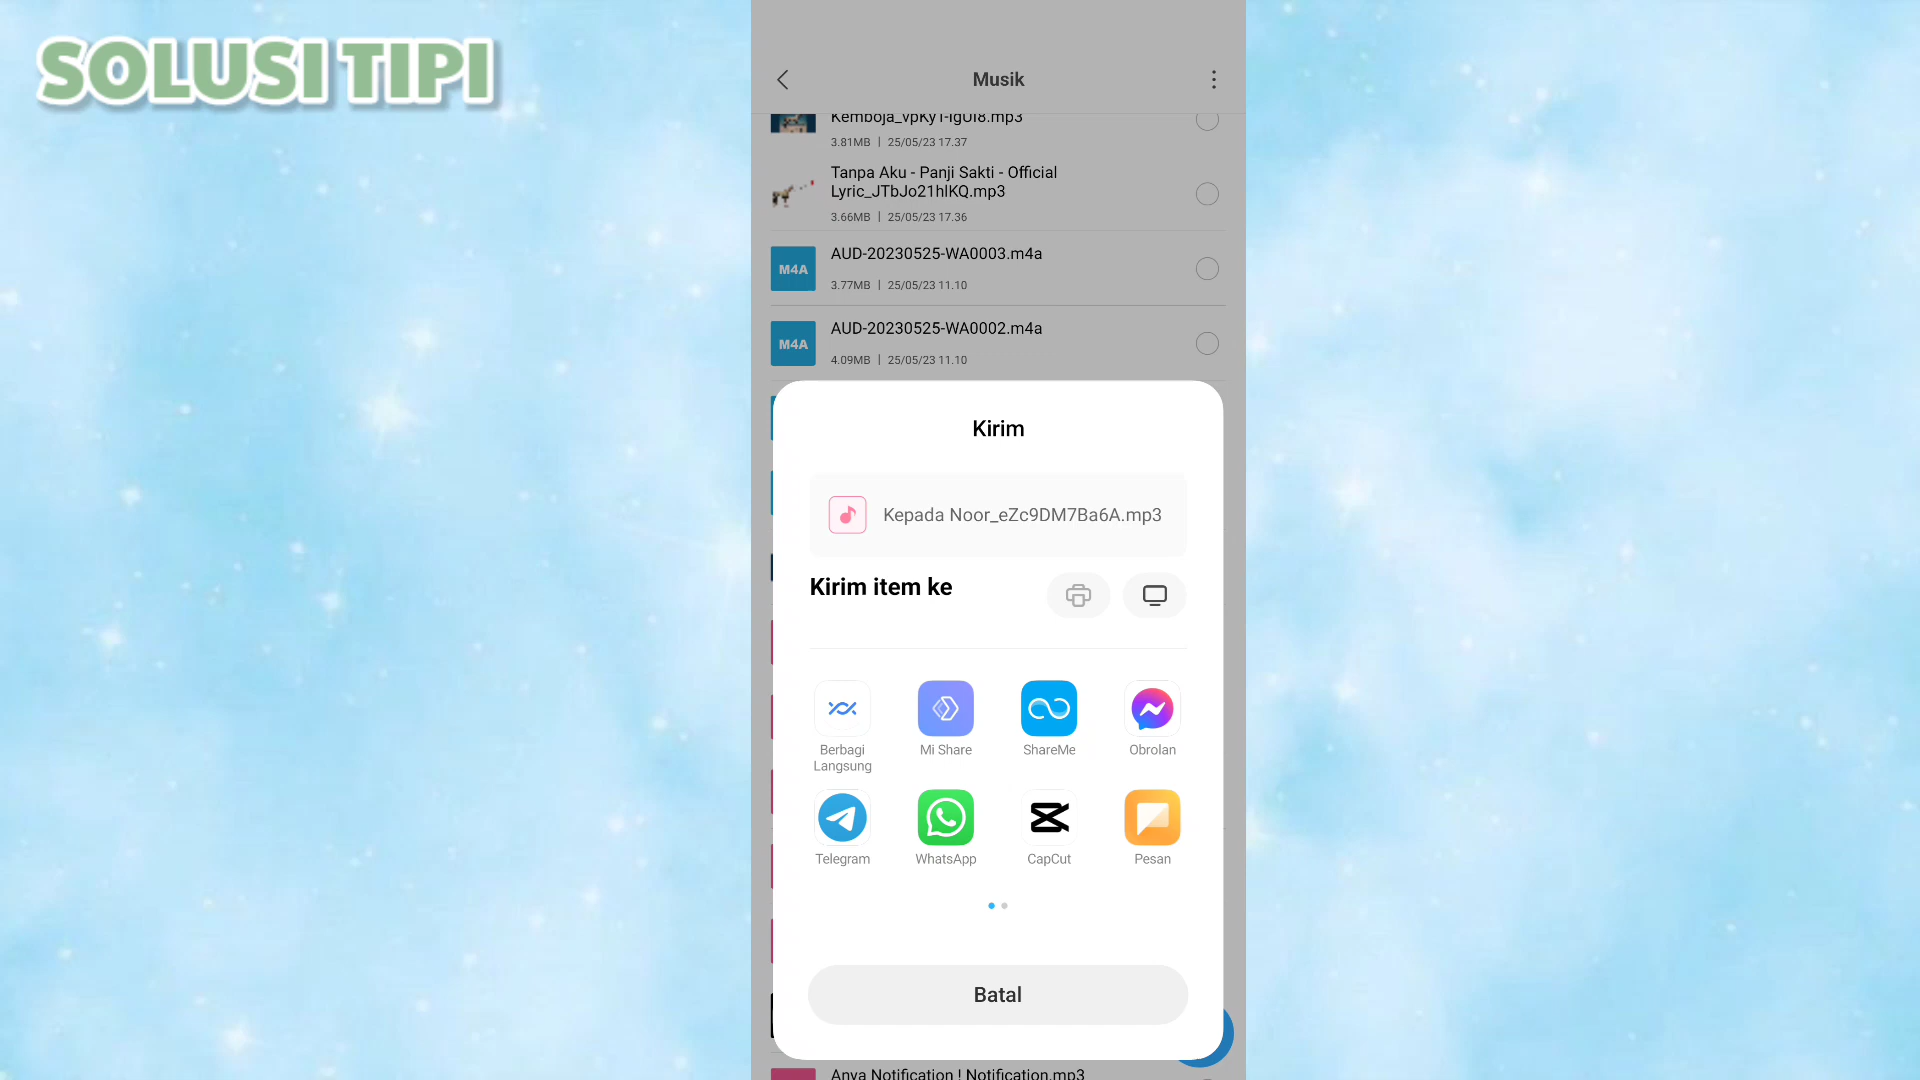 SOLUSI TIPI
Musik
Kemboja_vpKy1-IgUI8.mp3
3.81MB | 25/05/23 17.37
Tanpa Aku - Panji Sakti - Official
Lyric_JTbJo21hlKQ.mp3
3.66MB | 25/05/23 17.36
M4A
AUD-20230525-WA0003.m4a
3.77MB | 25/05/23 11.10
M4A
AUD-20230525-WA0002.m4a
4.09MB | 25/05/23 11.10
Kirim
Kepada Noor_eZc9DM7Ba6A.mp3
Kirim item ke
Berbagi
Langsung
Mi Share
ShareMe
Obrolan
Telegram
WhatsApp
CapCut
Pesan
Batal
Anya Notification ! Notification.mp3